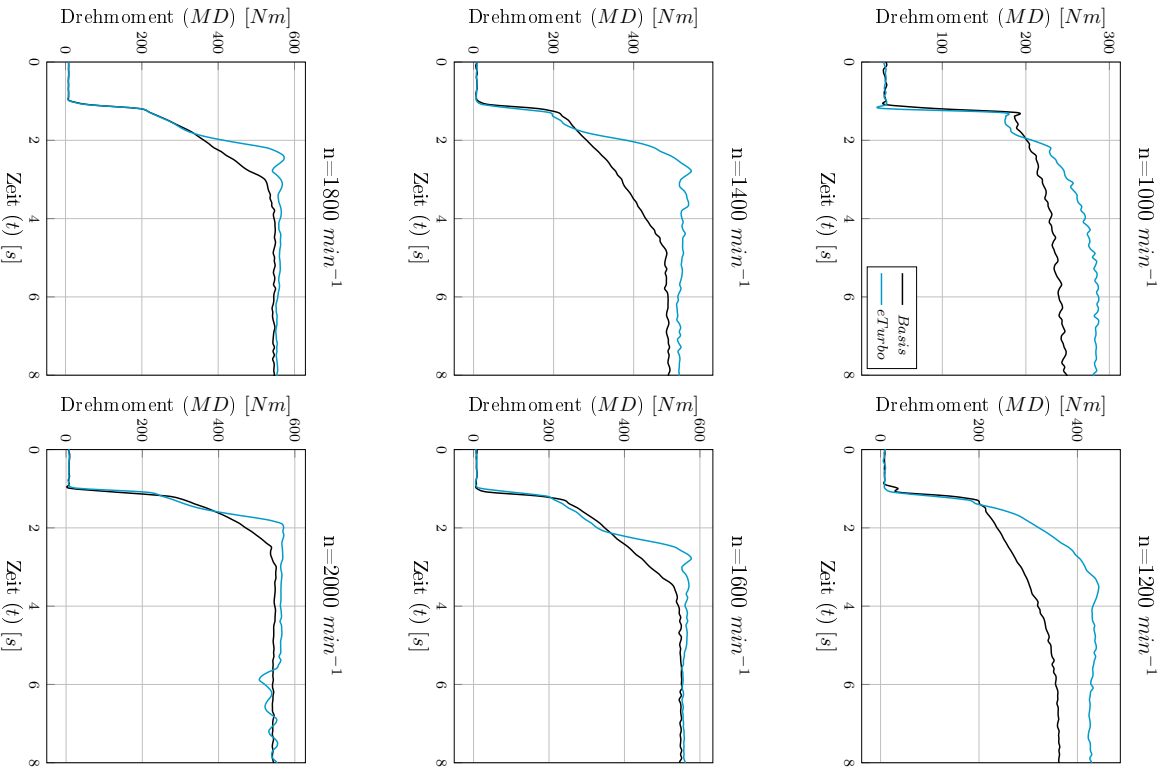 n=1000 min⁻¹
Drehmoment (MD) [Nm]
300
200
100
Basis
eTurbo
0 2 4 6 8
Zeit (t) [s]
n=1200 min⁻¹
Drehmoment (MD) [Nm]
400
200
0
0 2 4 6 8
Zeit (t) [s]
n=1400 min⁻¹
Drehmoment (MD) [Nm]
400
200
0
0 2 4 6 8
Zeit (t) [s]
n=1600 min⁻¹
Drehmoment (MD) [Nm]
600
400
200
0
0 2 4 6 8
Zeit (t) [s]
n=1800 min⁻¹
Drehmoment (MD) [Nm]
600
400
200
0
0 2 4 6 8
Zeit (t) [s]
n=2000 min⁻¹
Drehmoment (MD) [Nm]
600
400
200
0
0 2 4 6 8
Zeit (t) [s]